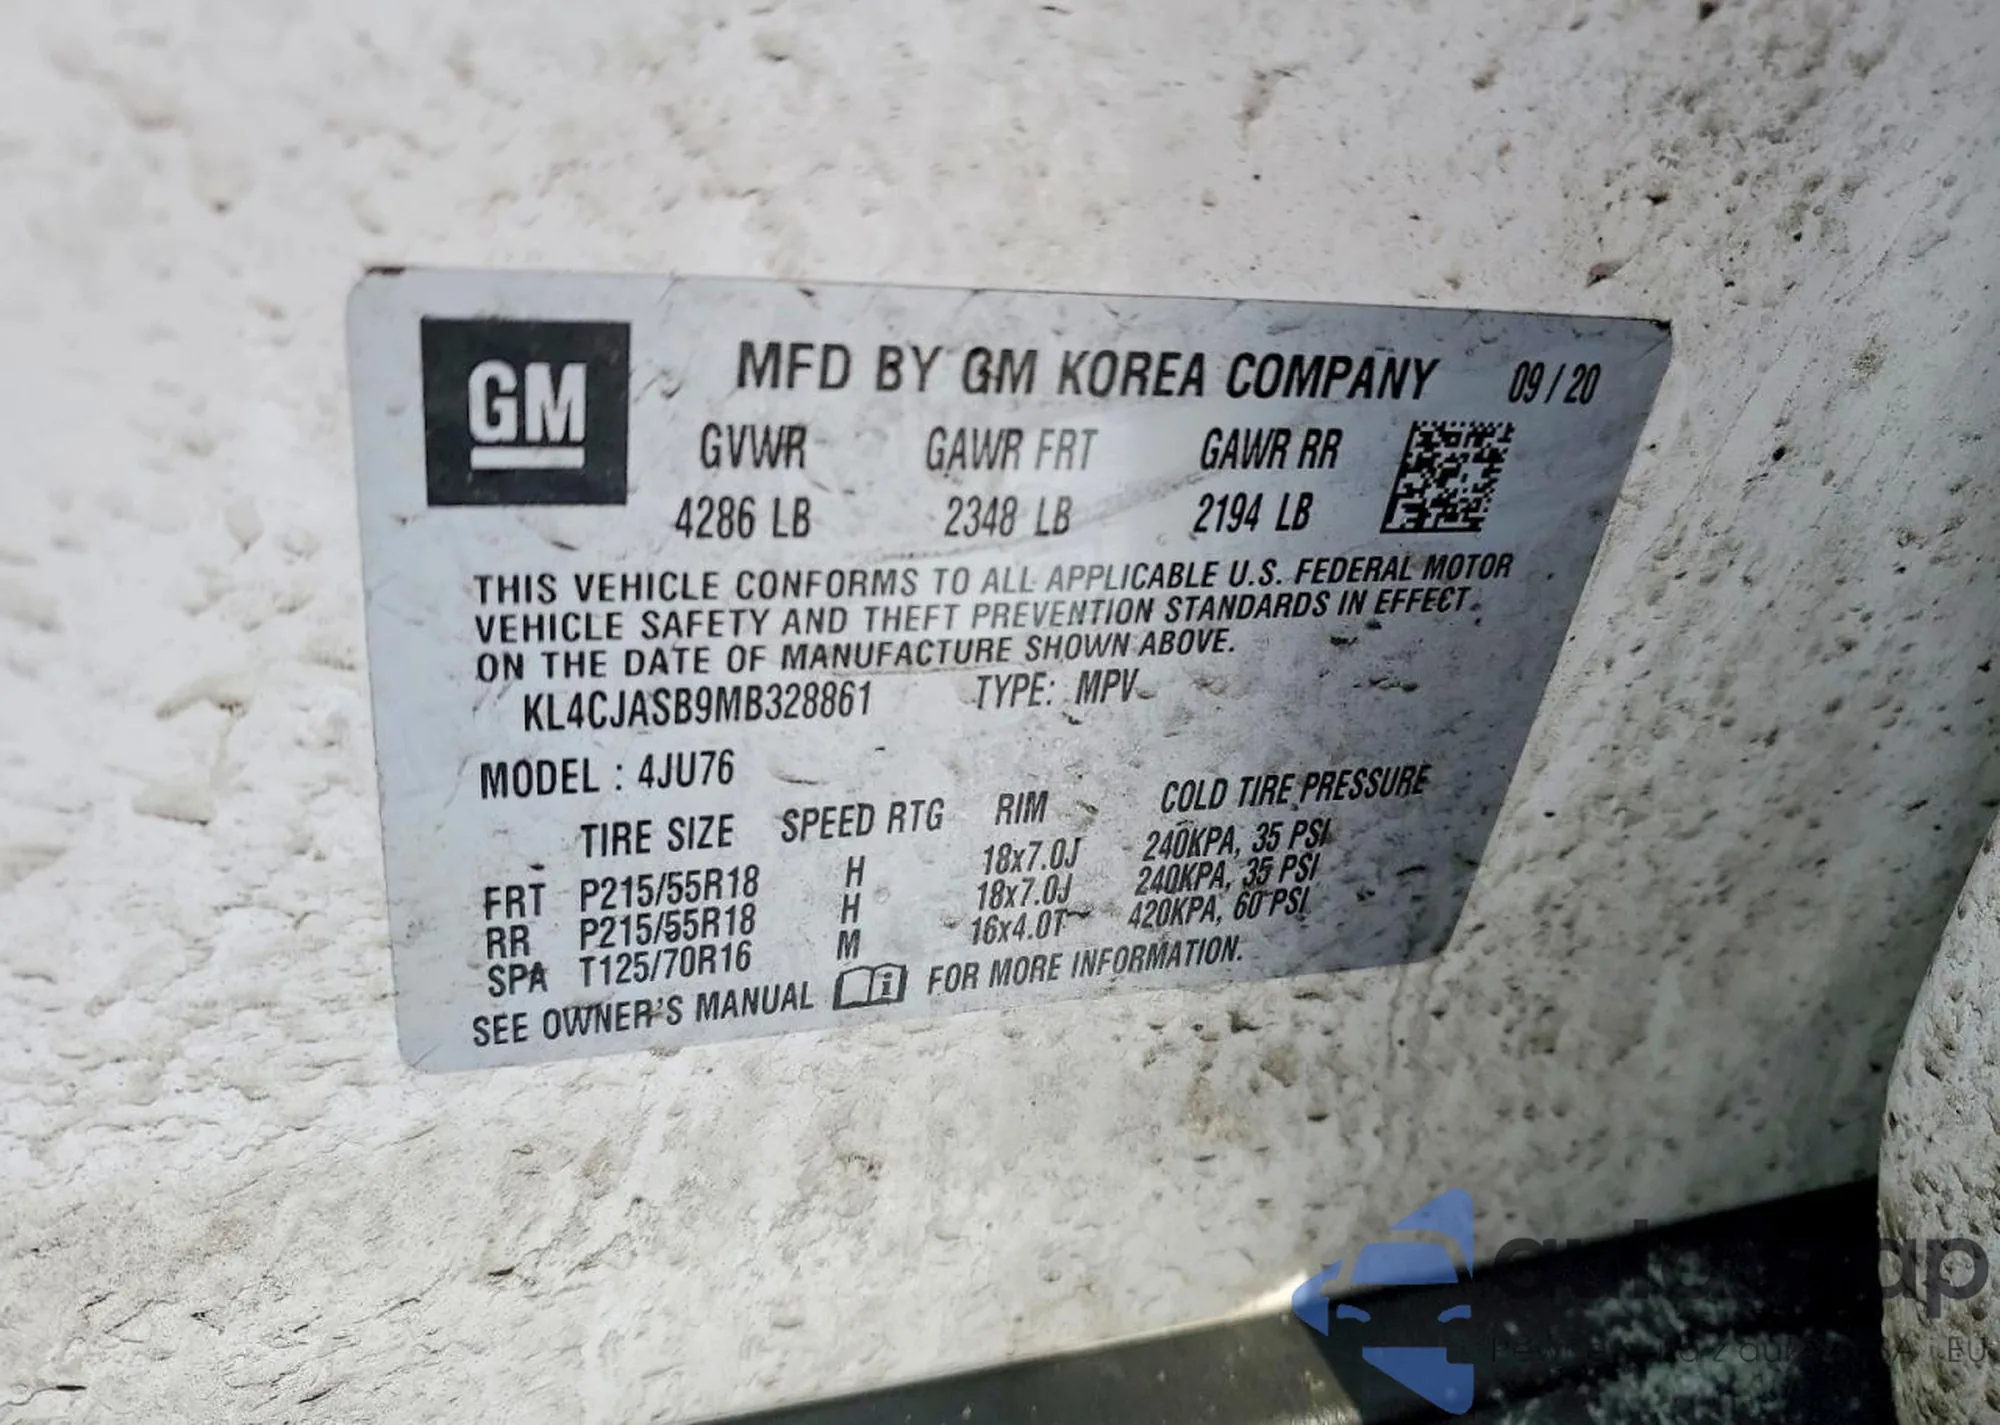 GM
MFD BY GM KOREA COMPANY 09/20
GVWR GAWR FRT GAWR RR
4286 LB 2348 LB 2194 LB
THIS VEHICLE CONFORMS TO ALL APPLICABLE U.S. FEDERAL MOTOR
VEHICLE SAFETY AND THEFT PREVENTION STANDARDS IN EFFECT
ON THE DATE OF MANUFACTURE SHOWN ABOVE.
KL4CJASB9MB328861 TYPE: MPV
MODEL : 4JU76
TIRE SIZE SPEED RTG RIM COLD TIRE PRESSURE
FRT P215/55R18 H 18x7.0J 240KPA, 35 PSI
RR P215/55R18 H 18x7.0J 240KPA, 35 PSI
SPA T125/70R16 M 16x4.0T 420KPA, 60 PSI
SEE OWNER'S MANUAL FOR MORE INFORMATION.